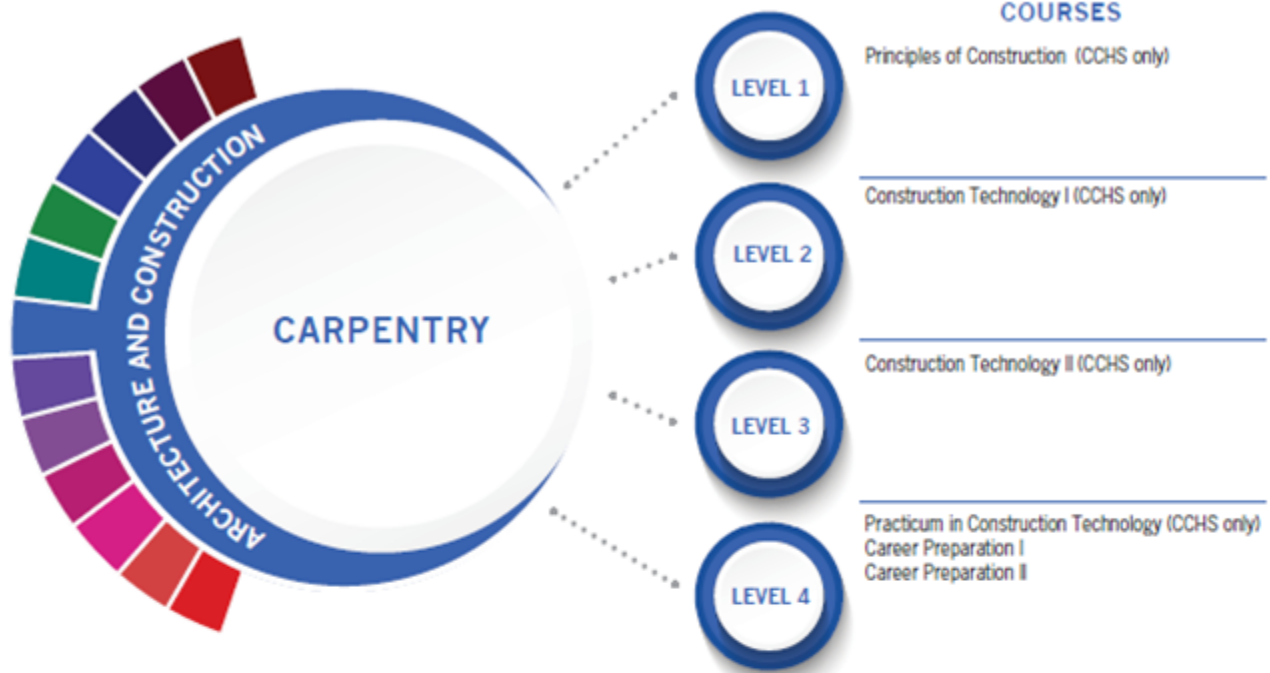 COURSES
LEVEL 1
Principles of Construction (CCHS only)
LEVEL 2
Construction Technology I (CCHS only)
ARCHITECTURE AND CONSTRUCTION
CARPENTRY
LEVEL 3
Construction Technology II (CCHS only)
LEVEL 4
Practicum in Construction Technology (CCHS only)
Career Preparation I
Career Preparation II